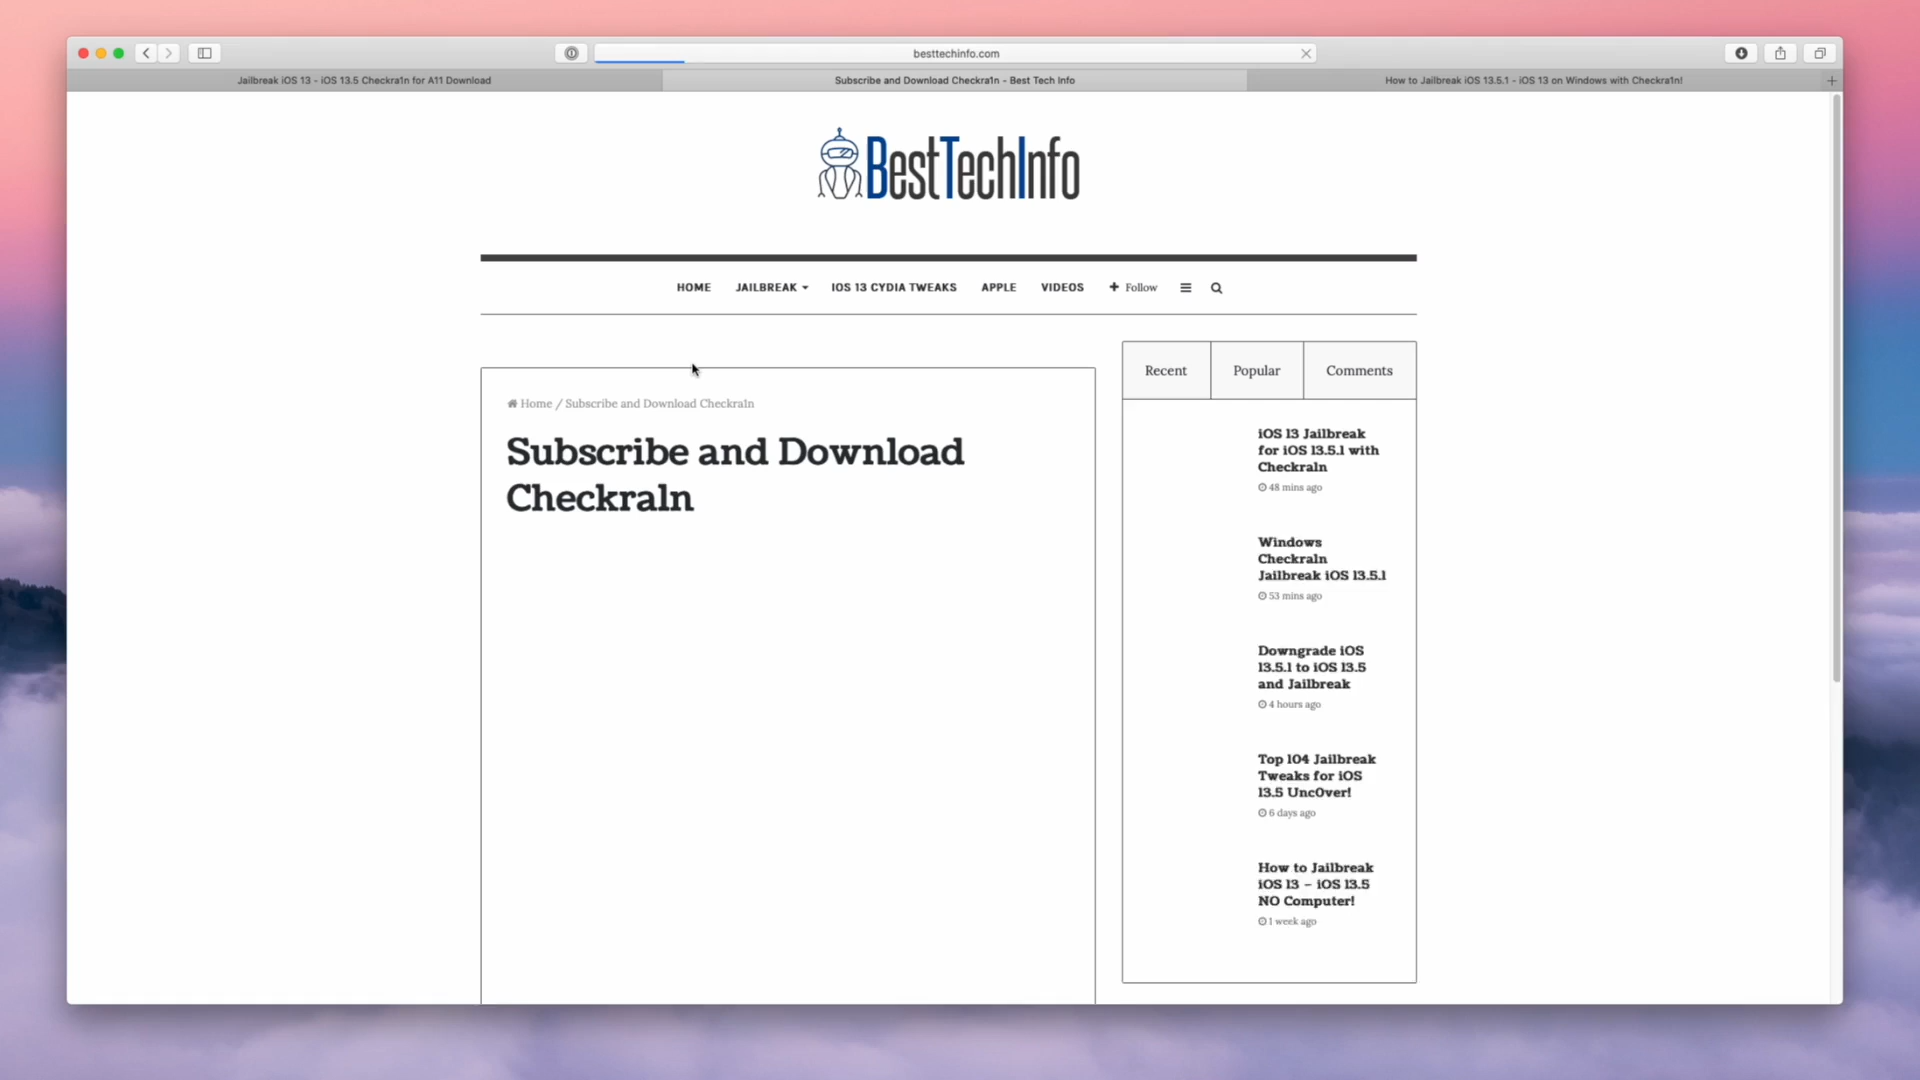 besttechinfo.com
Jailbreak iOS 13 - iOS 13.5 Checkra1n for A11 Download
Subscribe and Download Checkra1n - Best Tech Info
How to Jailbreak iOS 13.5.1 - iOS 13 on Windows with Checkra1n!
BestTechInfo
HOME JAILBREAK IOS 13 CYDIA TWEAKS APPLE VIDEOS + Follow
Home / Subscribe and Download Checkra1n
Subscribe and Download
Checkra1n
Recent Popular Comments
iOS 13 Jailbreak
for iOS 13.5.1 with
Checkra1n
48 mins ago
Windows
Checkra1n
Jailbreak iOS 13.5.1
53 mins ago
Downgrade iOS
13.5.1 to iOS 13.5
and Jailbreak
4 hours ago
Top 104 Jailbreak
Tweaks for iOS
13.5 Unc0ver!
6 days ago
How to Jailbreak
iOS 13 – iOS 13.5
NO Computer!
1 week ago